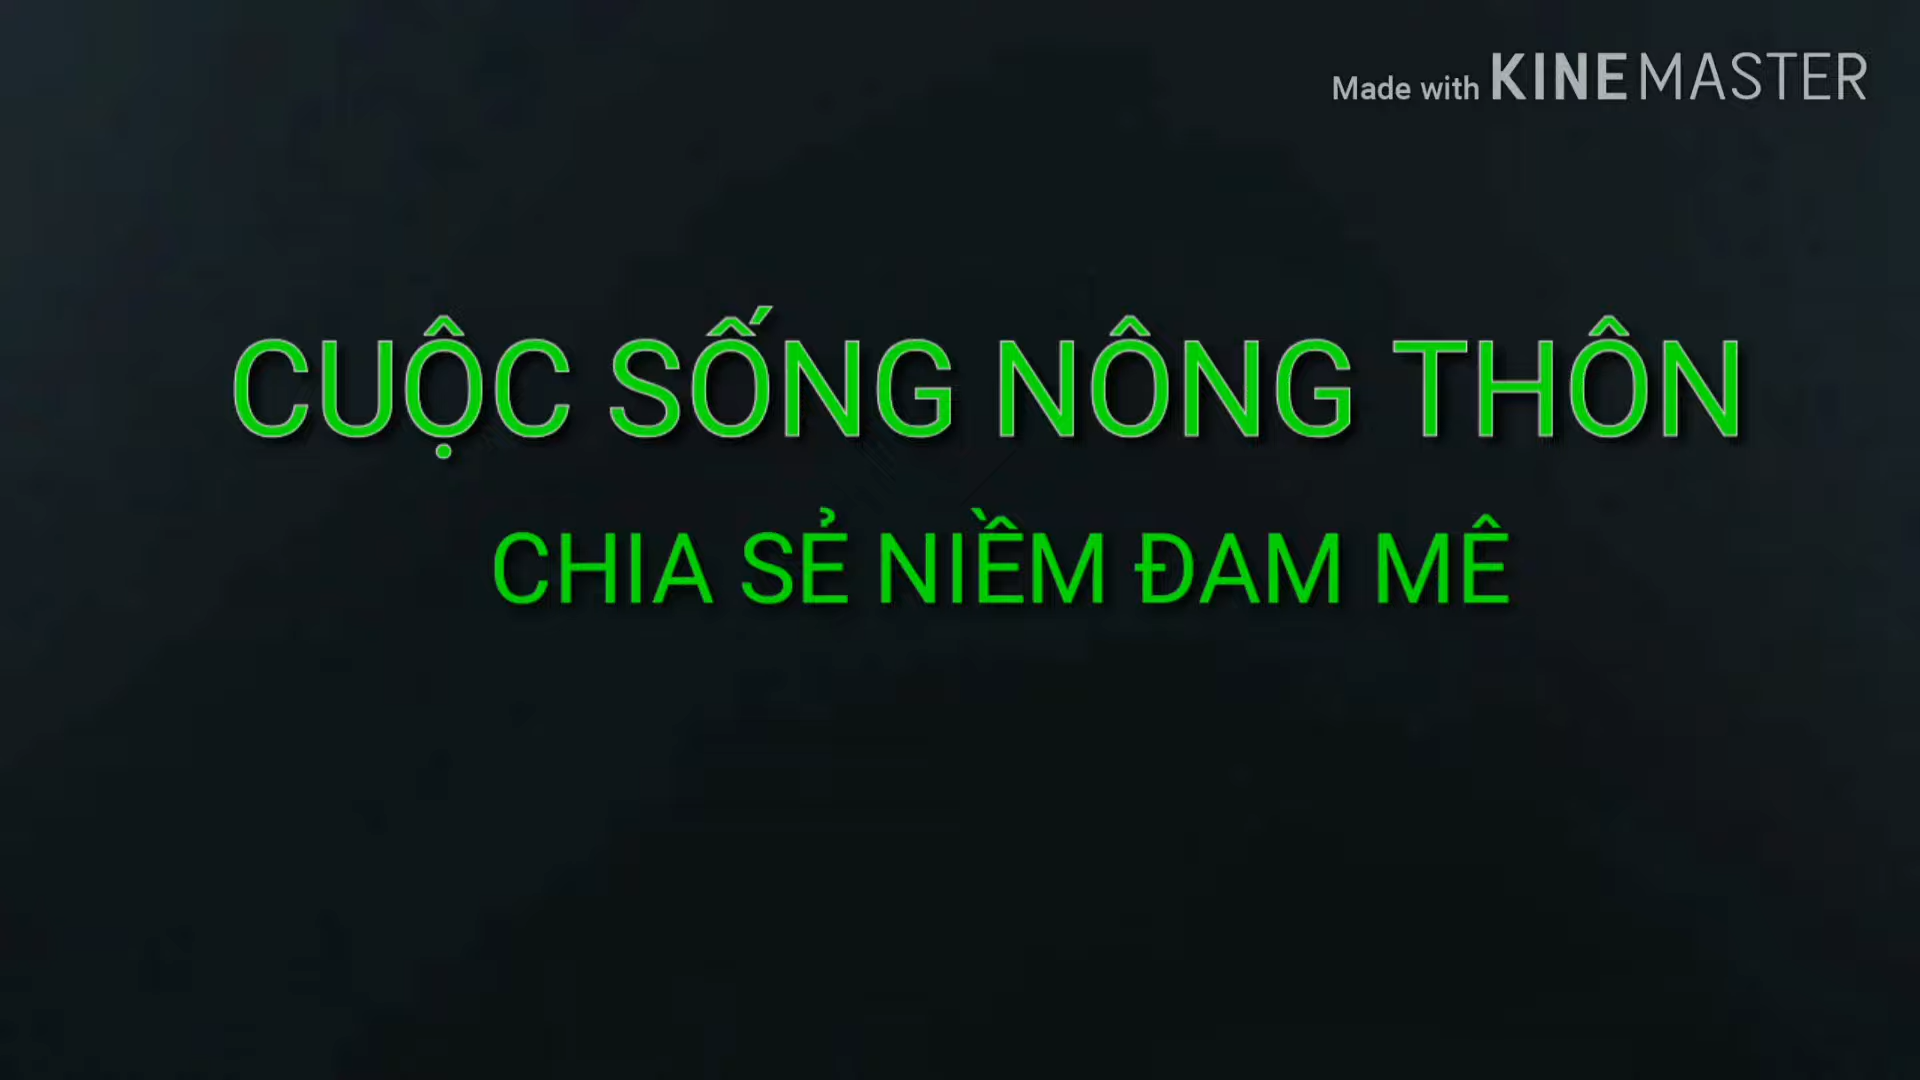 Made with KINEMASTER
CUỘC SỐNG NÔNG THÔN
CHIA SẺ NIỀM ĐAM MÊ